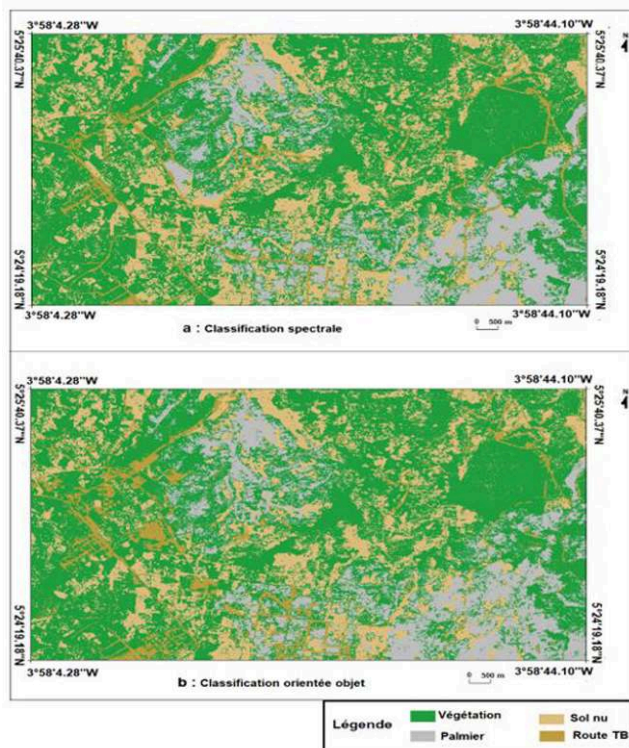 3°58'4.28"W 3°58'44.10"W
5°25'40.37"N
5°25'40.37"N
N
5°24'19.18"N
5°24'19.18"N
3°58'4.28"W 3°58'44.10"W
a : Classification spectrale
500 m
3°58'4.28"W 3°58'44.10"W
5°25'40.37"N
5°25'40.37"N
N
5°24'19.18"N
5°24'19.18"N
3°58'4.28"W 3°58'44.10"W
b : Classification orientée objet
500 m
Légende
Végétation Sol nu
Palmier Route TB